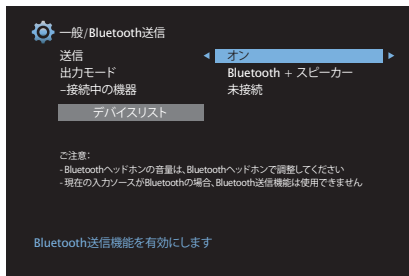 一般/Bluetooth送信
送信 ◀ オン ▶
出力モード Bluetooth + スピーカー
–接続中の機器 未接続
デバイスリスト
ご注意：
- Bluetoothヘッドホンの音量は、Bluetoothヘッドホンで調整してください
- 現在の入力ソースがBluetoothの場合、Bluetooth送信機能は使用できません
Bluetooth送信機能を有効にします